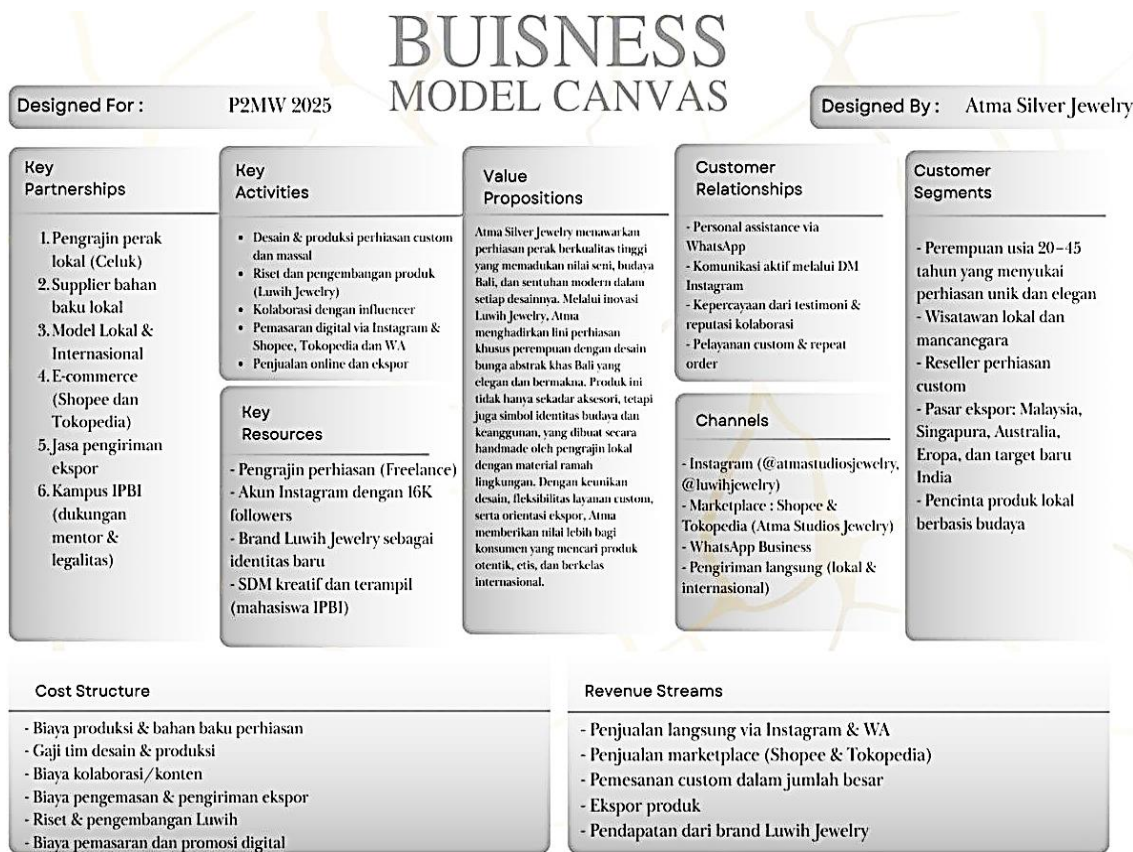 BUISNESS
MODEL CANVAS
Designed For :
P2MW 2025
Designed By :
Atma Silver Jewelry
Key
Partnerships
1. Pengrajin perak
lokal (Celuk)
2. Supplier bahan
baku lokal
3. Model Lokal &
Internasional
4. E-commerce
(Shopee dan
Tokopedia)
5. Jasa pengiriman
ekspor
6. Kampus IPBI
(dukungan
mentor &
legalitas)
Key
Activities
• Desain & produksi perhiasan custom
dan massal
• Riset dan pengembangan produk
(Luwih Jewelry)
• Kolaborasi dengan influencer
• Pemasaran digital via Instagram &
Shopee, Tokopedia dan WA
• Penjualan online dan ekspor
Key
Resources
- Pengrajin perhiasan (Freelance)
- Akun Instagram dengan 16K
followers
- Brand Luwih Jewelry sebagai
identitas baru
- SDM kreatif dan terampil
(mahasiswa IPBI)
Value
Propositions
Atma Silver Jewelry menawarkan
perhiasan perak berkualitas tinggi
yang memadukan nilai seni, budaya
Bali, dan sentuhan modern dalam
setiap desainnya. Melalui inovasi
Luwih Jewelry, Atma
menghadirkan lini perhiasan
khusus perempuan dengan desain
bunga abstrak khas Bali yang
elegan dan bermakna. Produk ini
tidak hanya sekadar aksesori, tetapi
juga simbol identitas budaya dan
keanggunan, yang dibuat secara
handmade oleh pengrajin lokal
dengan material ramah
lingkungan. Dengan keunikan
desain, fleksibilitas layanan custom,
serta orientasi ekspor, Atma
memberikan nilai lebih bagi
konsumen yang mencari produk
otentik, etis, dan berkelas
internasional.
Customer
Relationships
- Personal assistance via
WhatsApp
- Komunikasi aktif melalui DM
Instagram
- Kepercayaan dari testimoni &
reputasi kolaborasi
- Pelayanan custom & repeat
order
Channels
- Instagram (@atmastudiosjewelry,
@luwihjewelry)
- Marketplace : Shopee &
Tokopedia (Atma Studios Jewelry)
- WhatsApp Business
- Pengiriman langsung (lokal &
internasional)
Customer
Segments
- Perempuan usia 20–45
tahun yang menyukai
perhiasan unik dan elegan
- Wisatawan lokal dan
mancanegara
- Reseller perhiasan
custom
- Pasar ekspor: Malaysia,
Singapura, Australia,
Eropa, dan target baru
India
- Pencinta produk lokal
berbasis budaya
Cost Structure
- Biaya produksi & bahan baku perhiasan
- Gaji tim desain & produksi
- Biaya kolaborasi/konten
- Biaya pengemasan & pengiriman ekspor
- Riset & pengembangan Luwih
- Biaya pemasaran dan promosi digital
Revenue Streams
- Penjualan langsung via Instagram & WA
- Penjualan marketplace (Shopee & Tokopedia)
- Pemesanan custom dalam jumlah besar
- Ekspor produk
- Pendapatan dari brand Luwih Jewelry